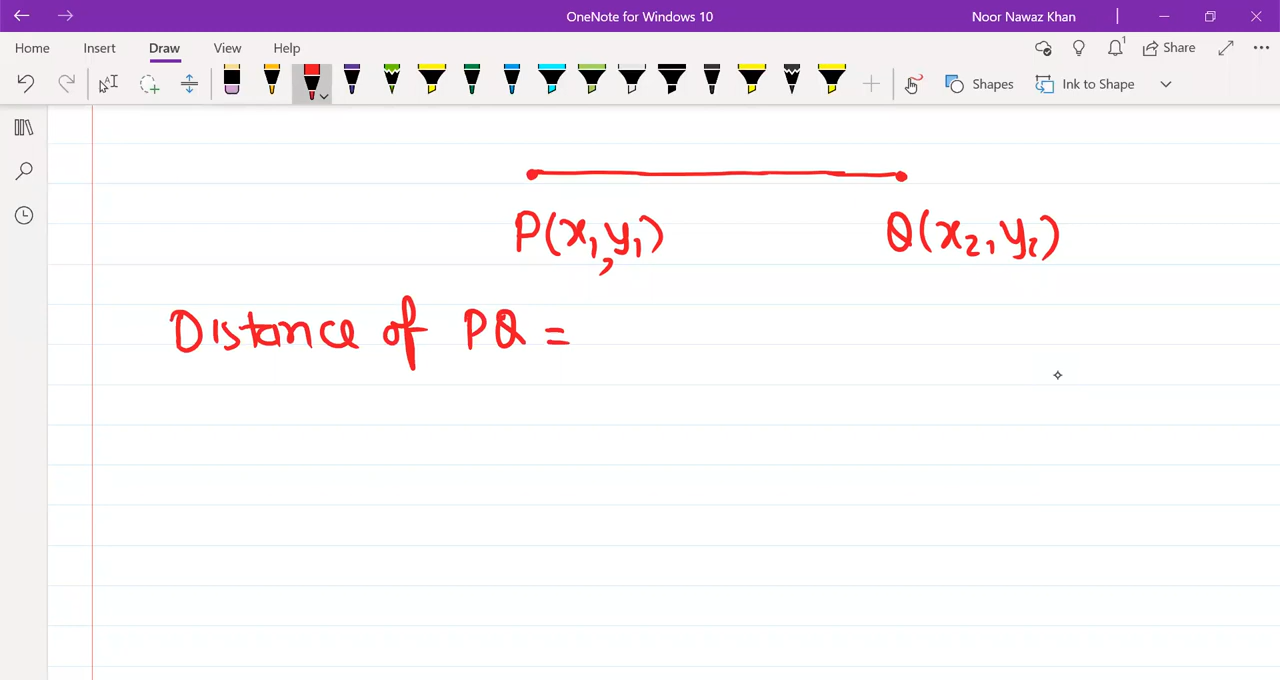 OneNote for Windows 10
Noor Nawaz Khan
Home Insert Draw View Help
1
Share
Shapes
Ink to Shape
P(x₁,y₁)
Q(x₂,y₂)
Distance of PQ =